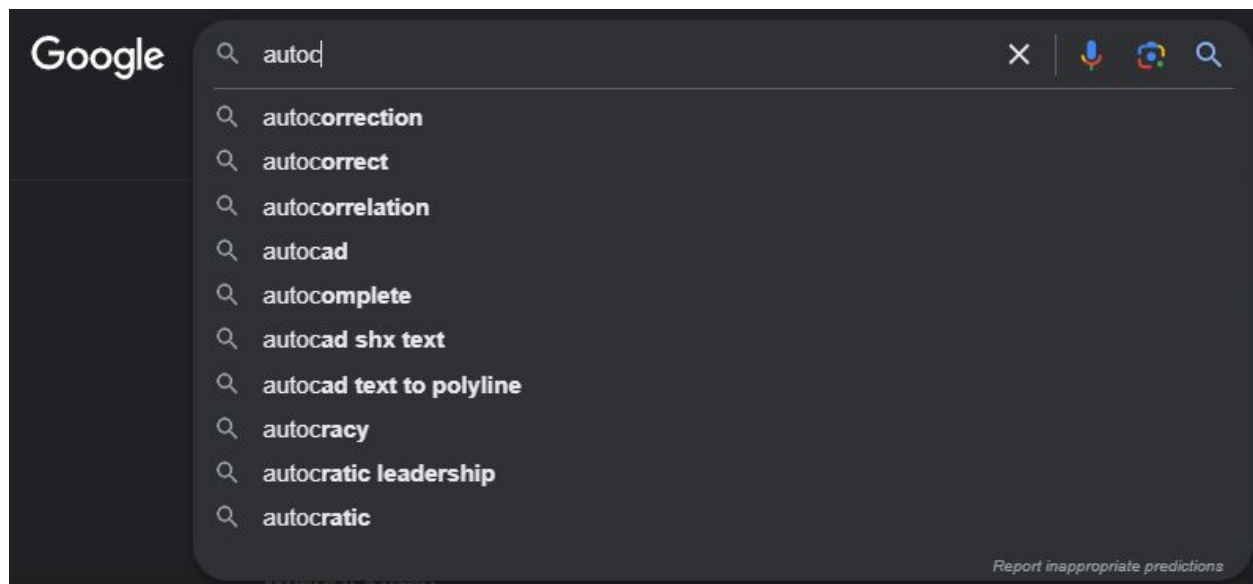 Google
autoc
autocorrection
autocorrect
autocorrelation
autocad
autocomplete
autocad shx text
autocad text to polyline
autocracy
autocratic leadership
autocratic
Report inappropriate predictions